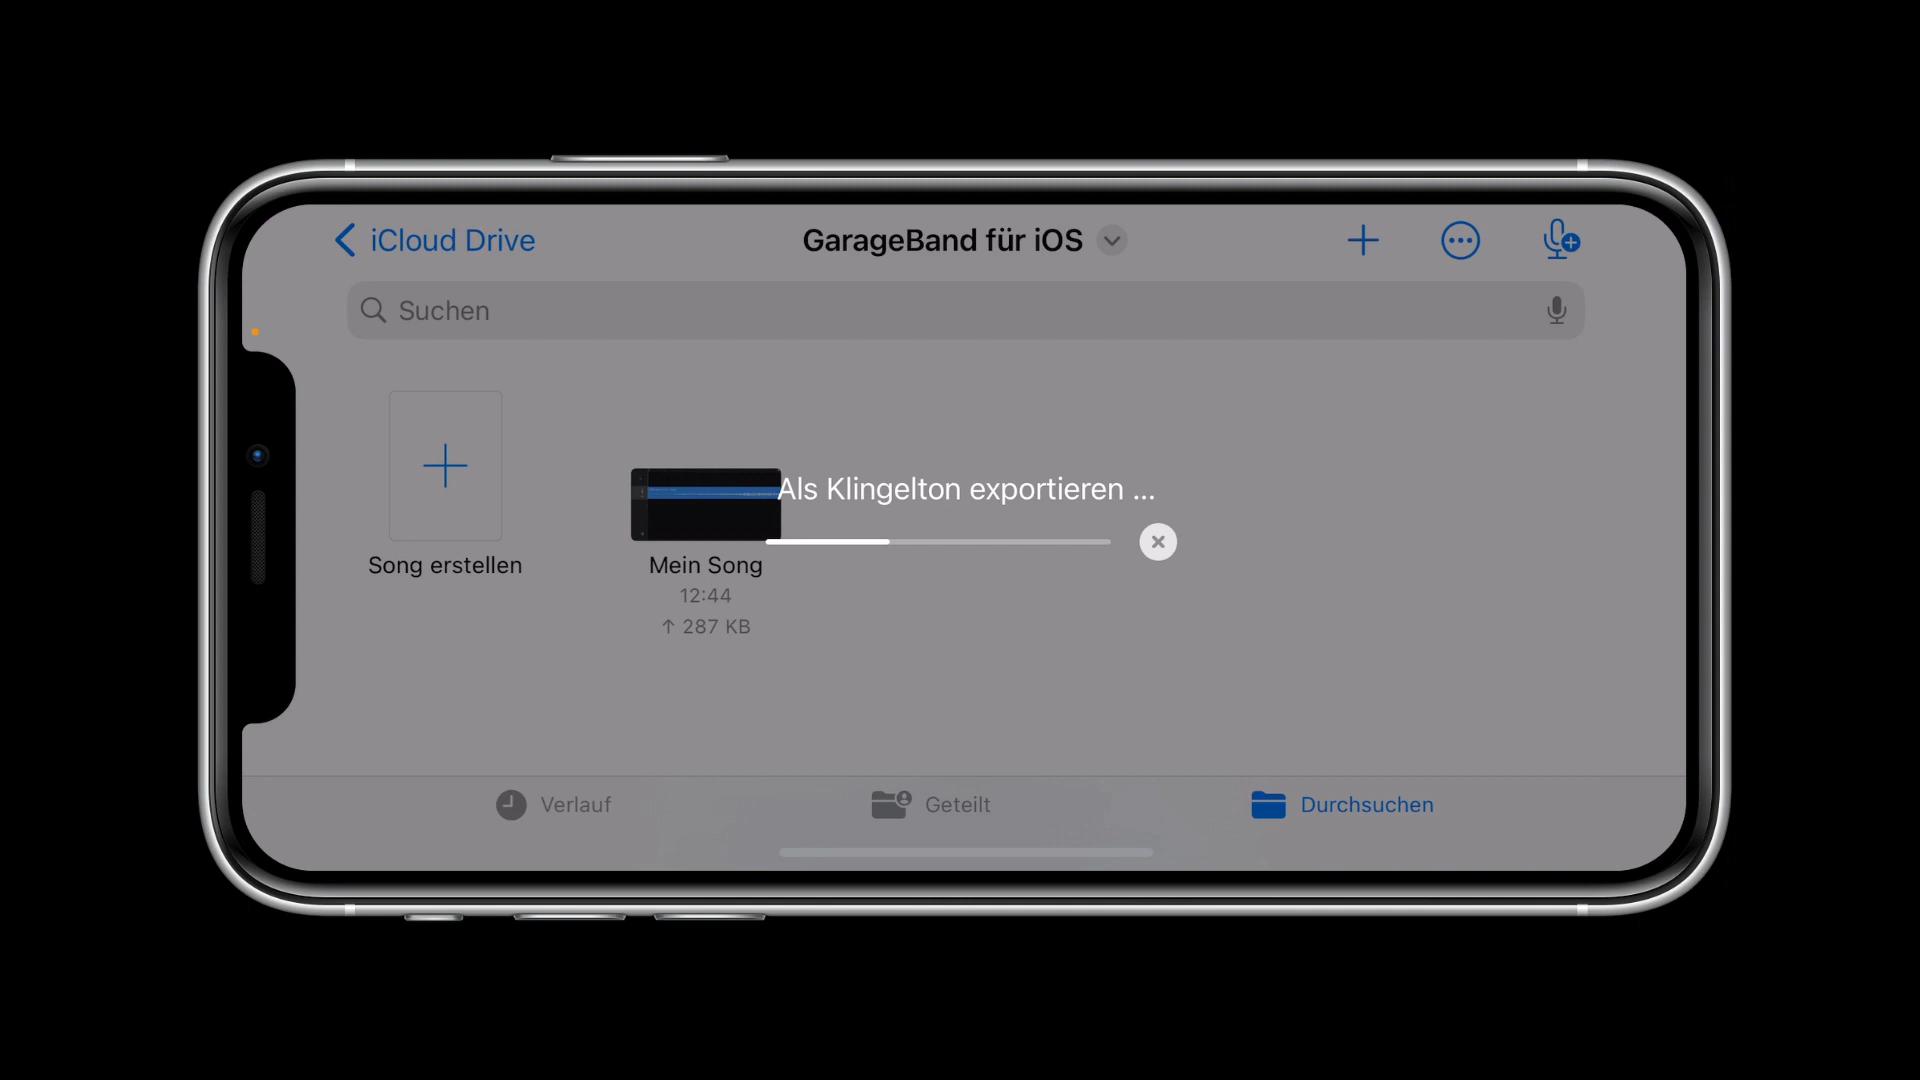 iCloud Drive
GarageBand für iOS
Suchen
Als Klingelton exportieren ...
Song erstellen
Mein Song
12:44
↑ 287 KB
Verlauf
Geteilt
Durchsuchen